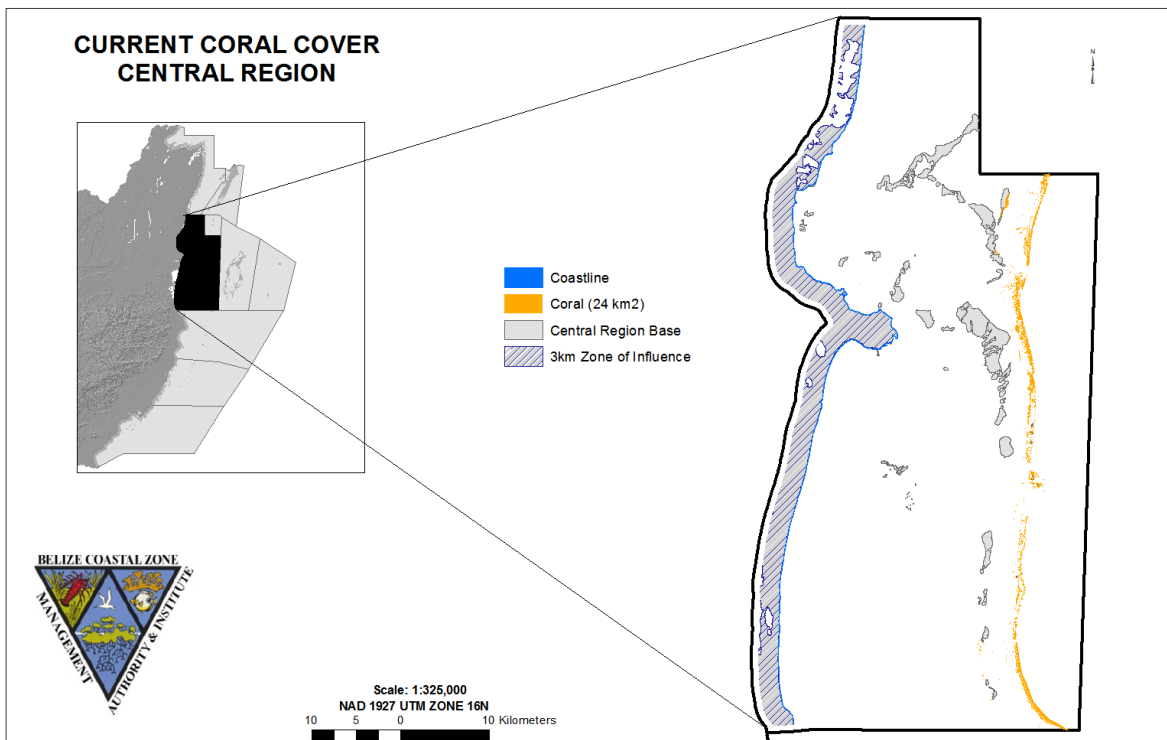 CURRENT CORAL COVER
CENTRAL REGION
N
Coastline
Coral (24 km2)
Central Region Base
3km Zone of Influence
BELIZE COASTAL ZONE
MANAGEMENT
AUTHORITY & INSTITUTE
Scale: 1:325,000
NAD 1927 UTM ZONE 16N
10 5 0 10 Kilometers